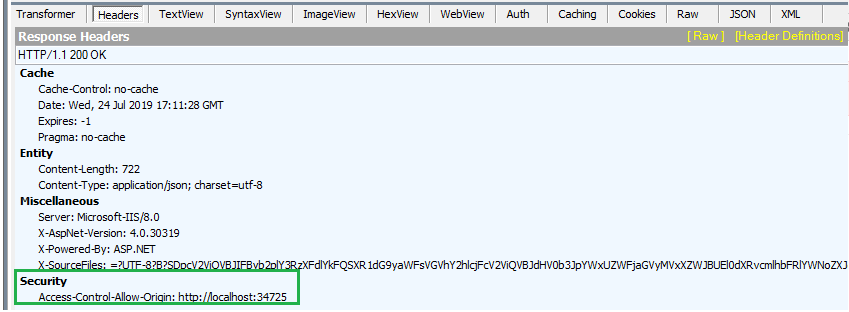 Transformer Headers TextView SyntaxView ImageView HexView WebView Auth Caching Cookies Raw JSON XML
Response Headers [ Raw ] [Header Definitions]
HTTP/1.1 200 OK
Cache
Cache-Control: no-cache
Date: Wed, 24 Jul 2019 17:11:28 GMT
Expires: -1
Pragma: no-cache
Entity
Content-Length: 722
Content-Type: application/json; charset=utf-8
Miscellaneous
Server: Microsoft-IIS/8.0
X-AspNet-Version: 4.0.30319
X-Powered-By: ASP.NET
X-SourceFiles:
Security
Access-Control-Allow-Origin: http://localhost:34725